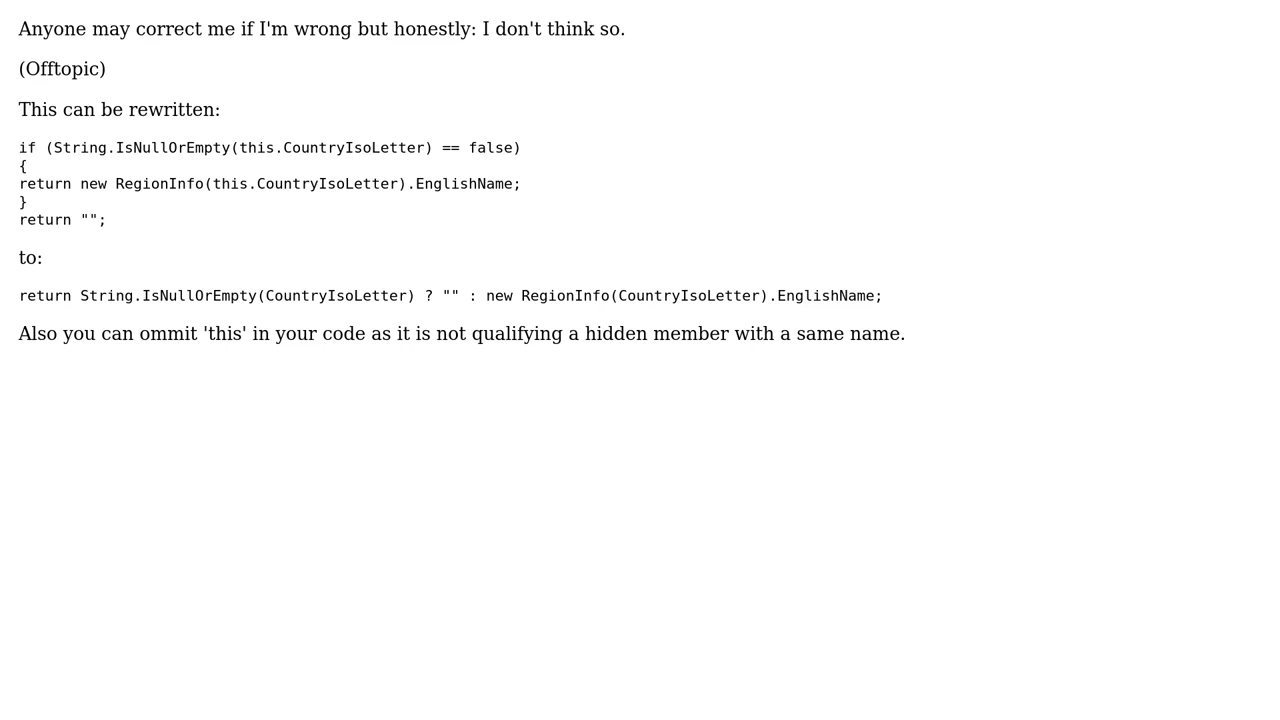 Anyone may correct me if I'm wrong but honestly: I don't think so.
(Offtopic)
This can be rewritten:
if (String.IsNullOrEmpty(this.CountryIsoLetter) == false)
{
return new RegionInfo(this.CountryIsoLetter).EnglishName;
}
return "";
to:
return String.IsNullOrEmpty(CountryIsoLetter) ? "" : new RegionInfo(CountryIsoLetter).EnglishName;
Also you can ommit 'this' in your code as it is not qualifying a hidden member with a same name.